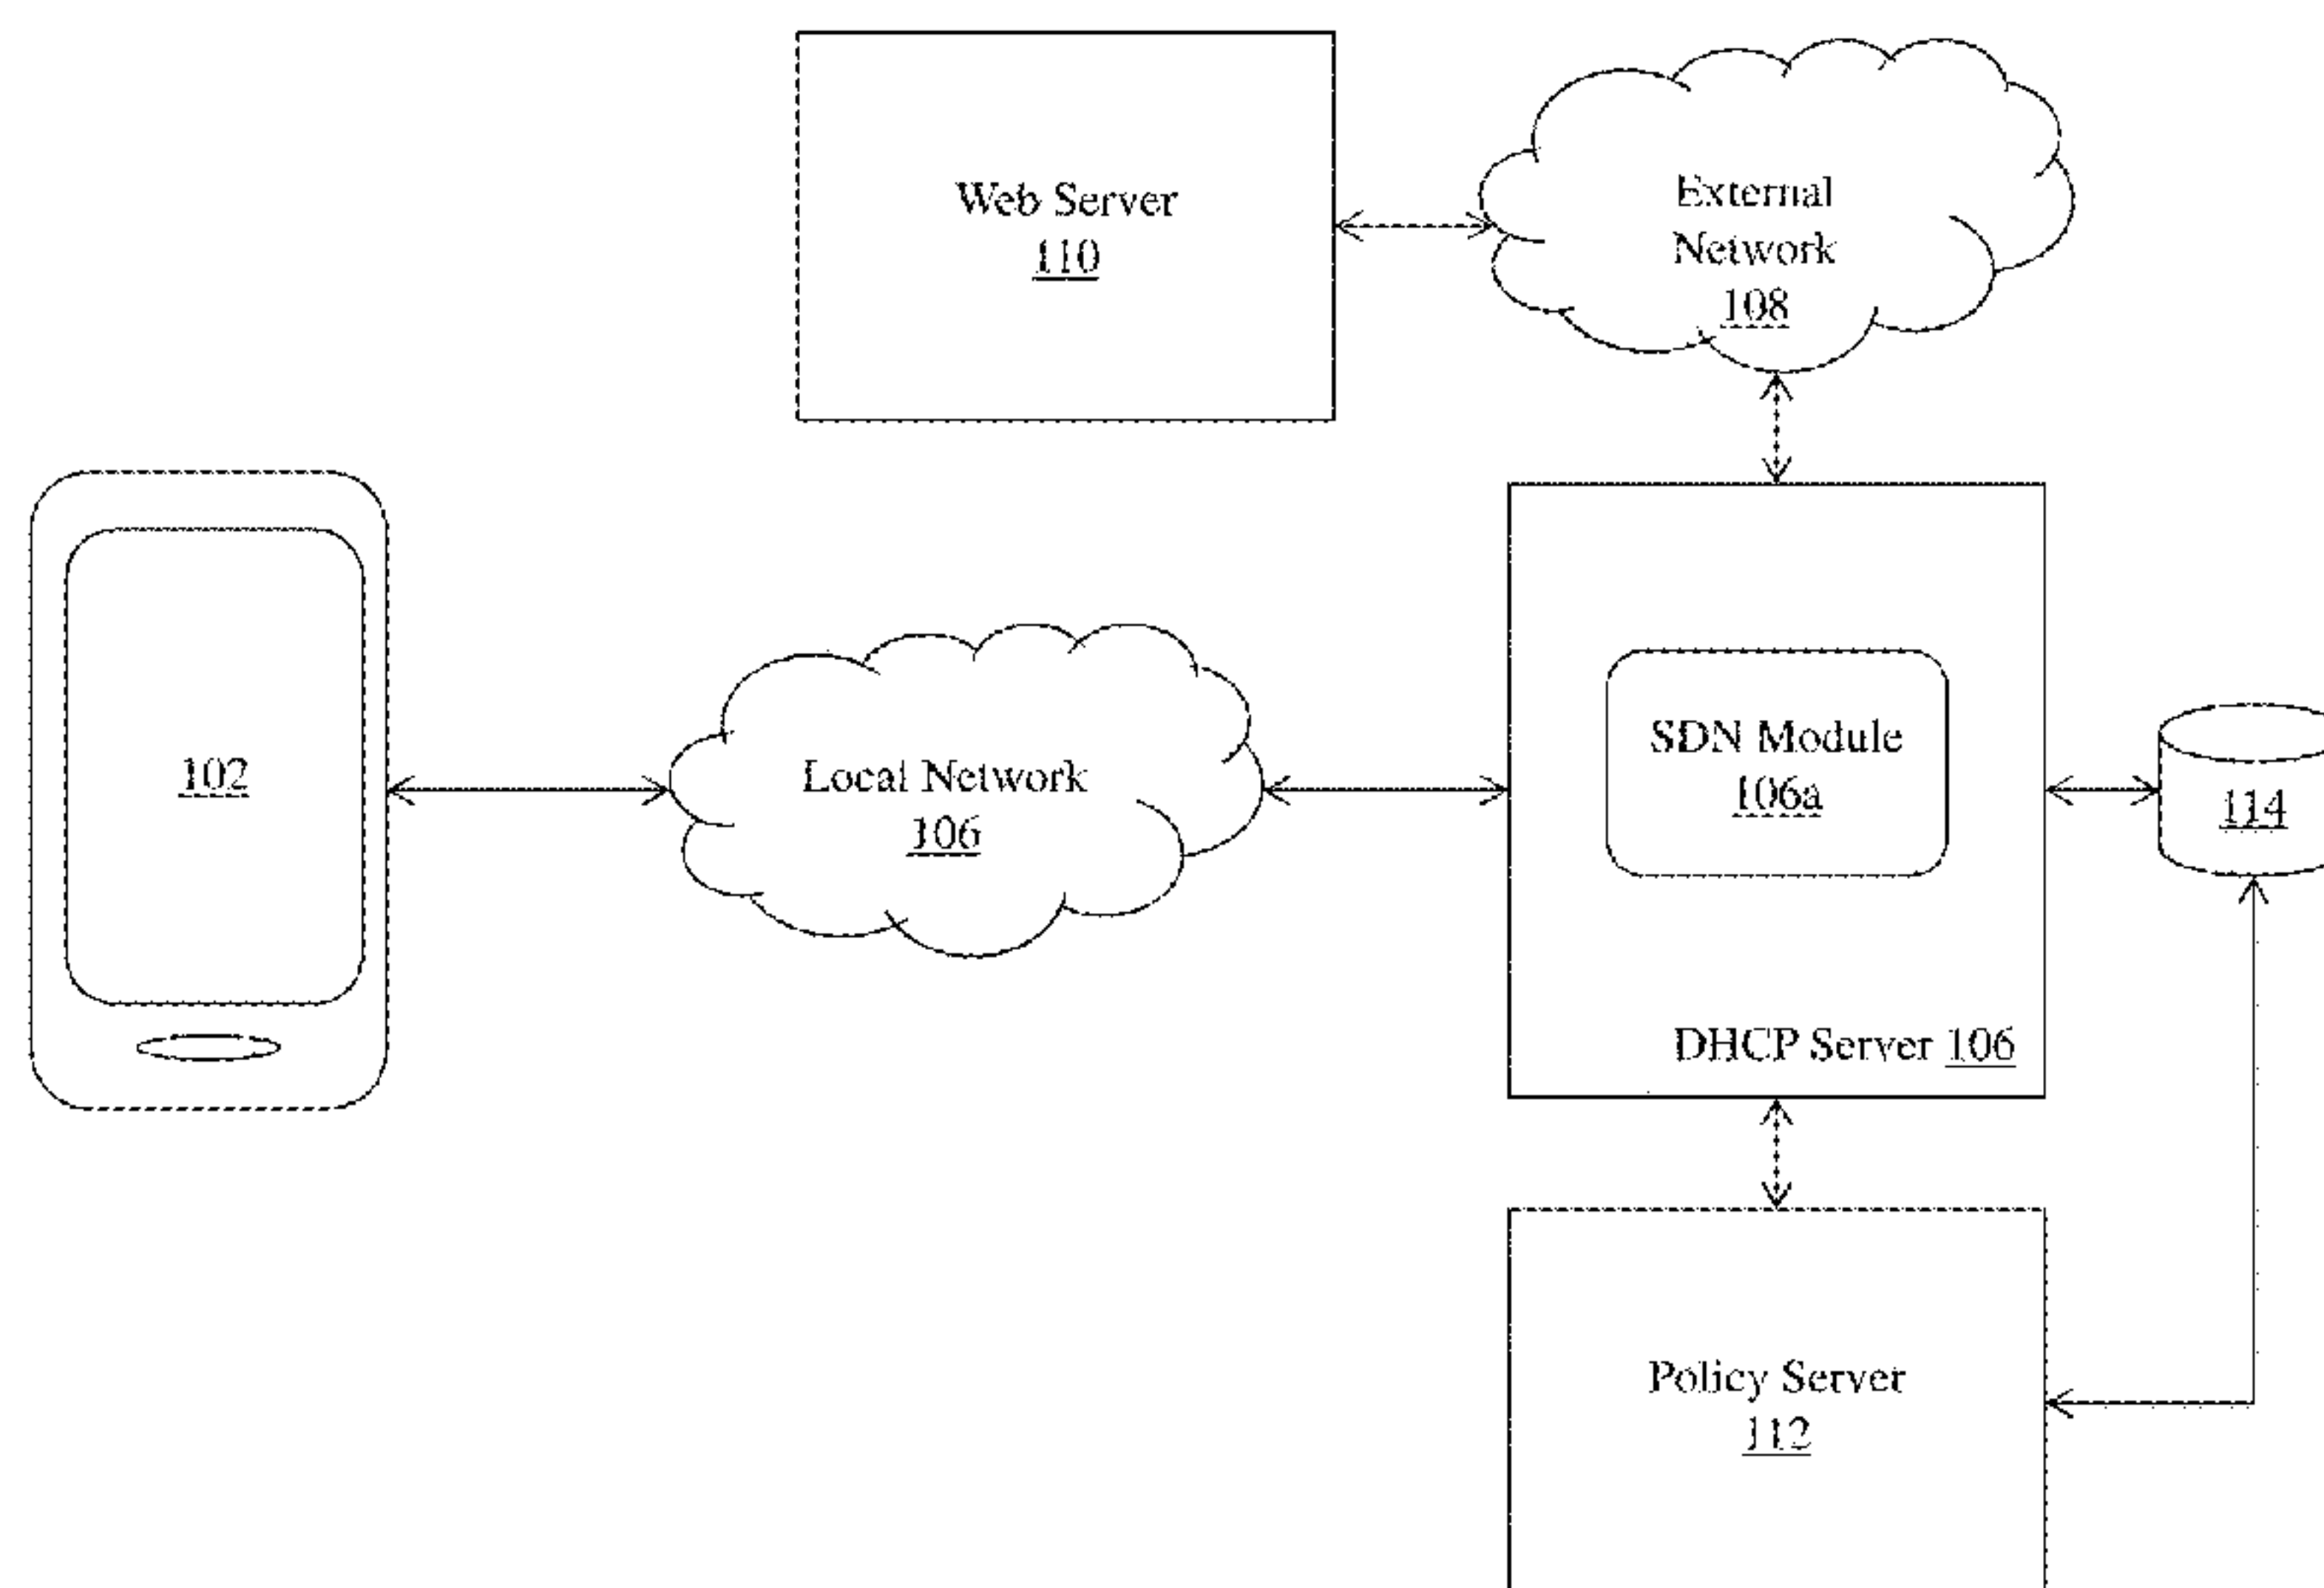 Web Server
110
External
Network
108
102
Local Network
106
SDN Module
106a
114
DHCP Server 106
Policy Server
112